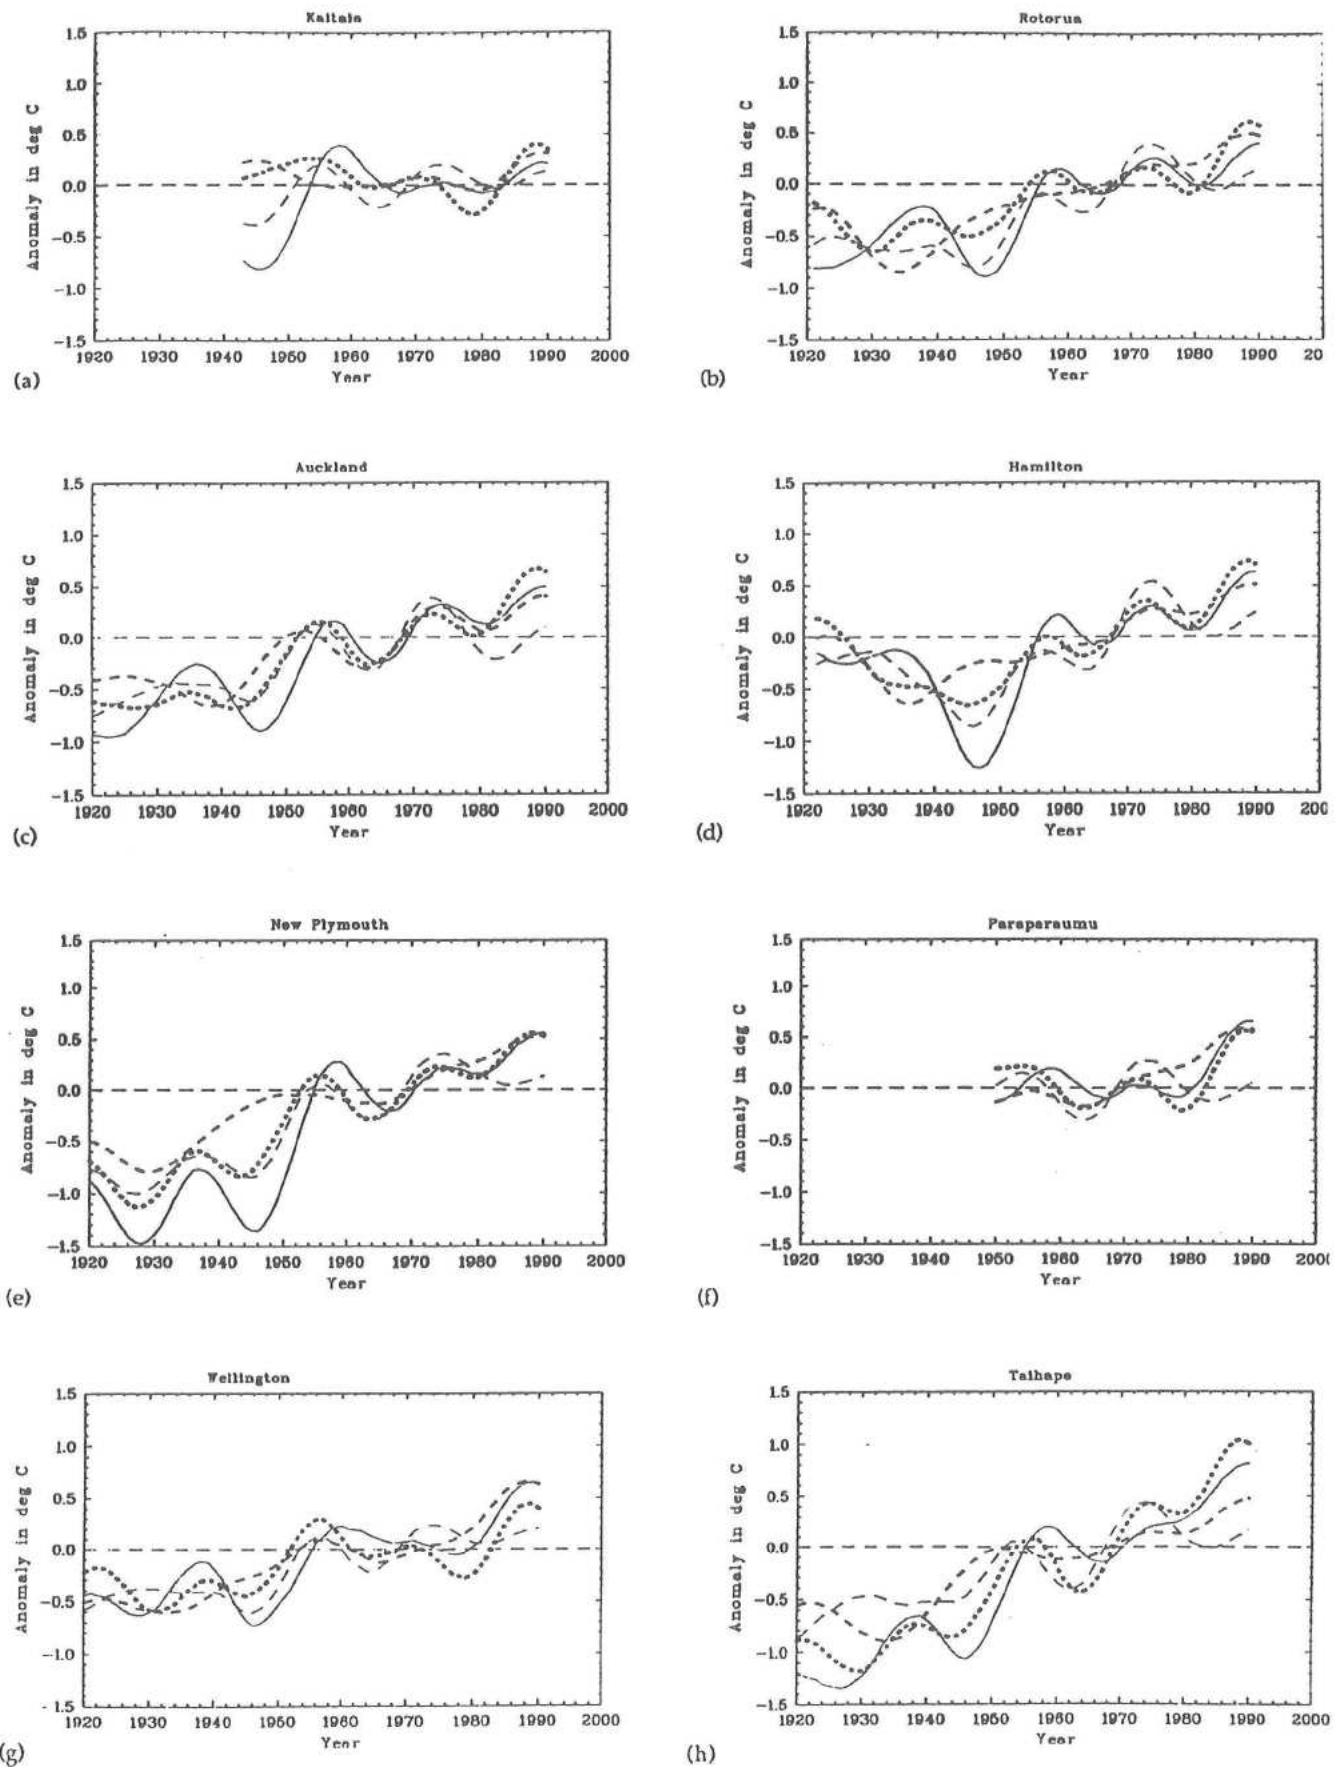 Kaitaia
1.5
1.0
0.5
0.0
−0.5
−1.0
−1.5
Anomaly in deg C
1920 1930 1940 1950 1960 1970 1980 1990 2000
Year
(a)
Rotorua
1.5
1.0
0.5
0.0
−0.5
−1.0
−1.5
Anomaly in deg C
1920 1930 1940 1950 1960 1970 1980 1990 20
Year
(b)
Auckland
1.5
1.0
0.5
0.0
−0.5
−1.0
−1.5
Anomaly in deg C
1920 1930 1940 1950 1960 1970 1980 1990 2000
Year
(c)
Hamilton
1.5
1.0
0.5
0.0
−0.5
−1.0
−1.5
Anomaly in deg C
1920 1930 1940 1950 1960 1970 1980 1990 200
Year
(d)
New Plymouth
1.5
1.0
0.5
0.0
−0.5
−1.0
−1.5
Anomaly in deg C
1920 1930 1940 1950 1960 1970 1980 1990 2000
Year
(e)
Paraparaumu
1.5
1.0
0.5
0.0
−0.5
−1.0
−1.5
Anomaly in deg C
1920 1930 1940 1950 1960 1970 1980 1990 200
Year
(f)
Wellington
1.5
1.0
0.5
0.0
−0.5
−1.0
−1.5
Anomaly in deg C
1920 1930 1940 1950 1960 1970 1980 1990 2000
Year
(g)
Taihape
1.5
1.0
0.5
0.0
−0.5
−1.0
−1.5
Anomaly in deg C
1920 1930 1940 1950 1960 1970 1980 1990 2000
Year
(h)